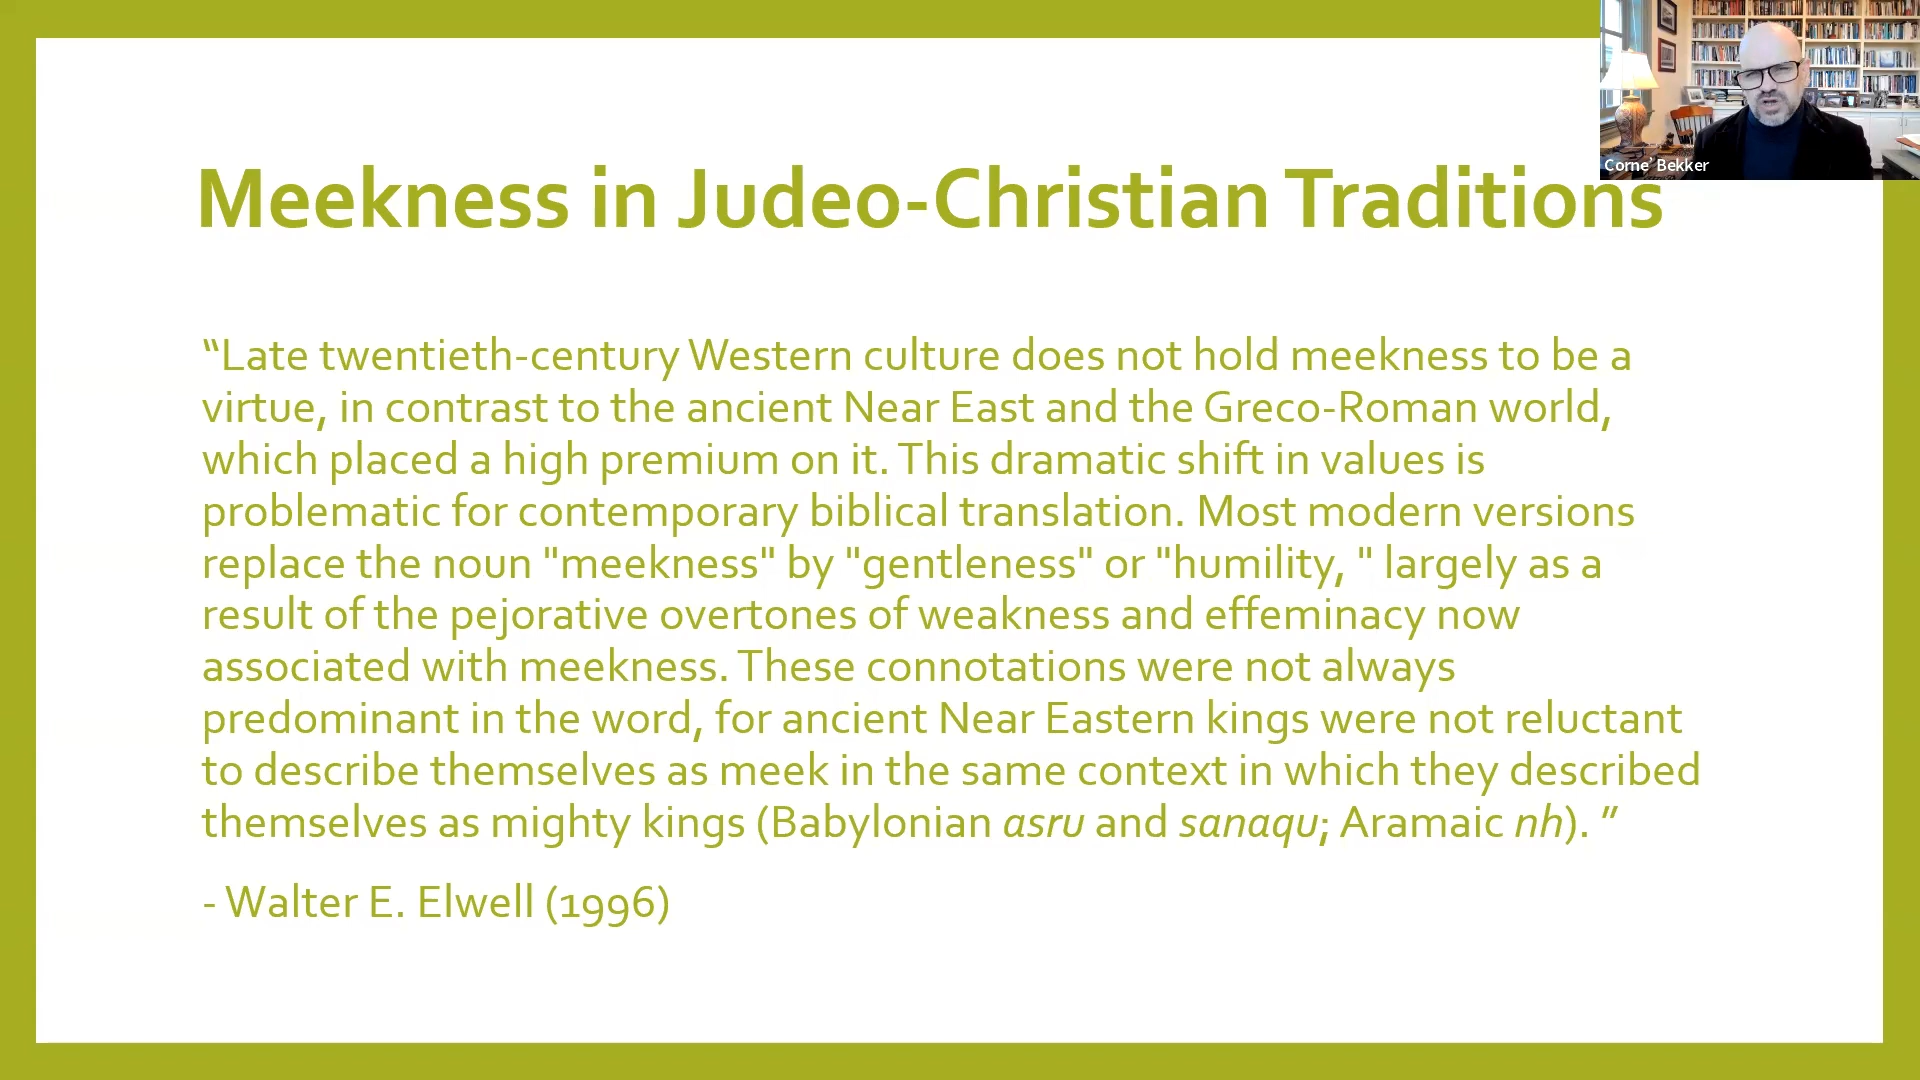 Corne' Bekker
Meekness in Judeo-Christian Traditions
“Late twentieth-century Western culture does not hold meekness to be a
virtue, in contrast to the ancient Near East and the Greco-Roman world,
which placed a high premium on it. This dramatic shift in values is
problematic for contemporary biblical translation. Most modern versions
replace the noun "meekness" by "gentleness" or "humility, " largely as a
result of the pejorative overtones of weakness and effeminacy now
associated with meekness. These connotations were not always
predominant in the word, for ancient Near Eastern kings were not reluctant
to describe themselves as meek in the same context in which they described
themselves as mighty kings (Babylonian asru and sanaqu; Aramaic nh). ”
- Walter E. Elwell (1996)